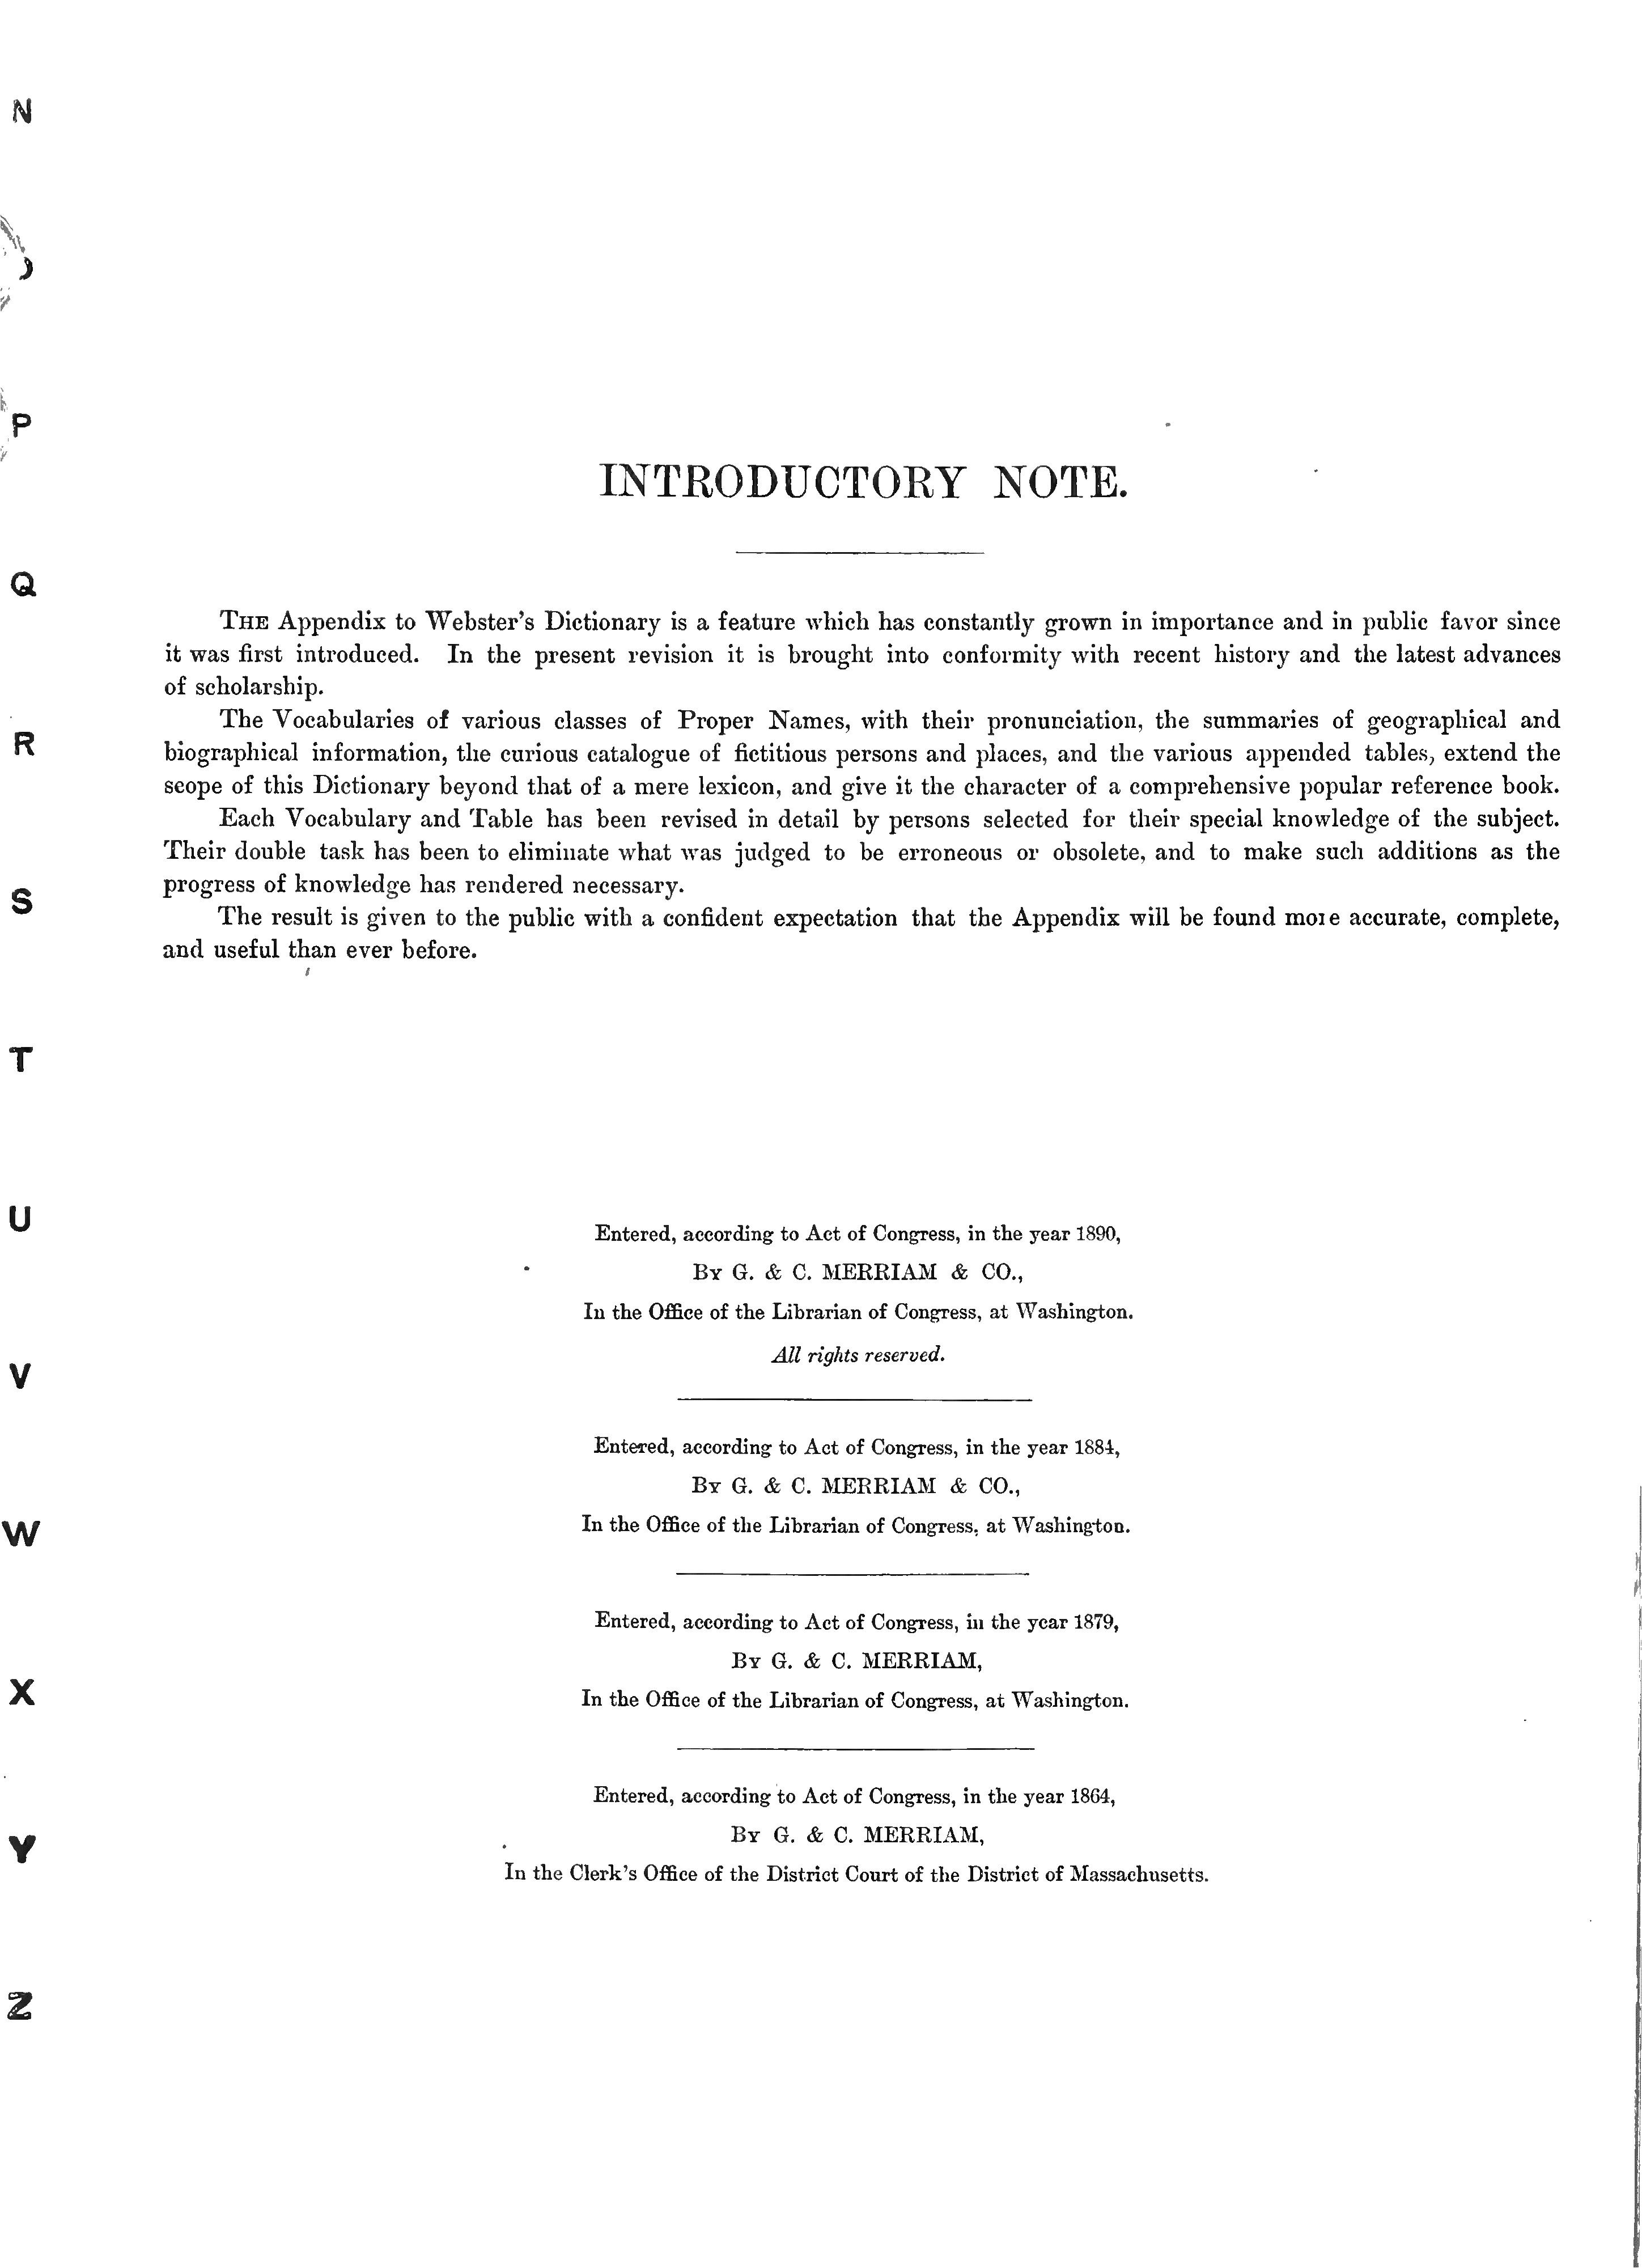 N
P
Q
R
S
T
U
V
W
X
Y
Z
INTRODUCTORY NOTE.
THE Appendix to Webster's Dictionary is a feature which has constantly grown in importance and in public favor since
it was first introduced. In the present revision it is brought into conformity with recent history and the latest advances
of scholarship.
The Vocabularies of various classes of Proper Names, with their pronunciation, the summaries of geographical and
biographical information, the curious catalogue of fictitious persons and places, and the various appended tables, extend the
scope of this Dictionary beyond that of a mere lexicon, and give it the character of a comprehensive popular reference book.
Each Vocabulary and Table has been revised in detail by persons selected for their special knowledge of the subject.
Their double task has been to eliminate what was judged to be erroneous or obsolete, and to make such additions as the
progress of knowledge has rendered necessary.
The result is given to the public with a confident expectation that the Appendix will be found more accurate, complete,
and useful than ever before.
Entered, according to Act of Congress, in the year 1890,
BY G. & C. MERRIAM & CO.,
In the Office of the Librarian of Congress, at Washington.
All rights reserved.
Entered, according to Act of Congress, in the year 1884,
BY G. & C. MERRIAM & CO.,
In the Office of the Librarian of Congress, at Washington.
Entered, according to Act of Congress, in the year 1879,
BY G. & C. MERRIAM,
In the Office of the Librarian of Congress, at Washington.
Entered, according to Act of Congress, in the year 1864,
BY G. & C. MERRIAM,
In the Clerk's Office of the District Court of the District of Massachusetts.